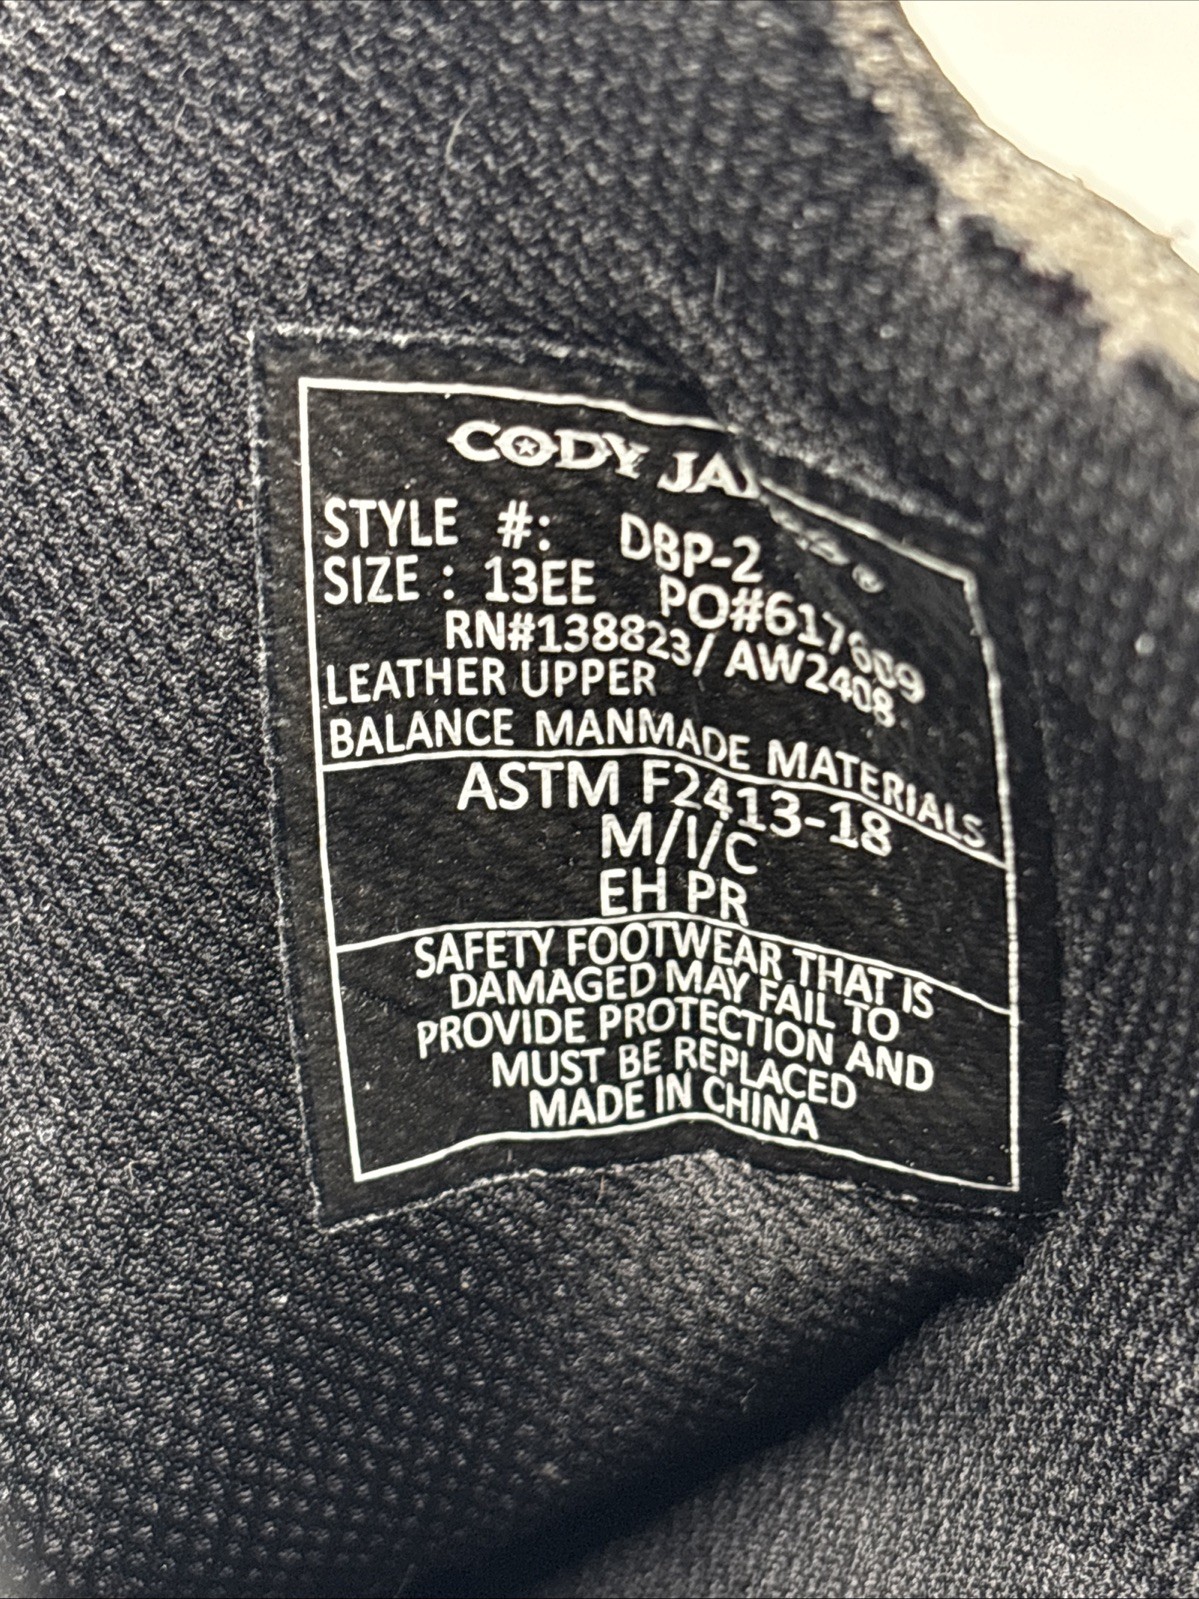 CODY JAMES ®
STYLE #: DBP-2
SIZE : 13EE PO#617609
RN#138823/ AW2408
LEATHER UPPER
BALANCE MANMADE MATERIALS
ASTM F2413-18
M/I/C
EH PR
SAFETY FOOTWEAR THAT IS
DAMAGED MAY FAIL TO
PROVIDE PROTECTION AND
MUST BE REPLACED
MADE IN CHINA